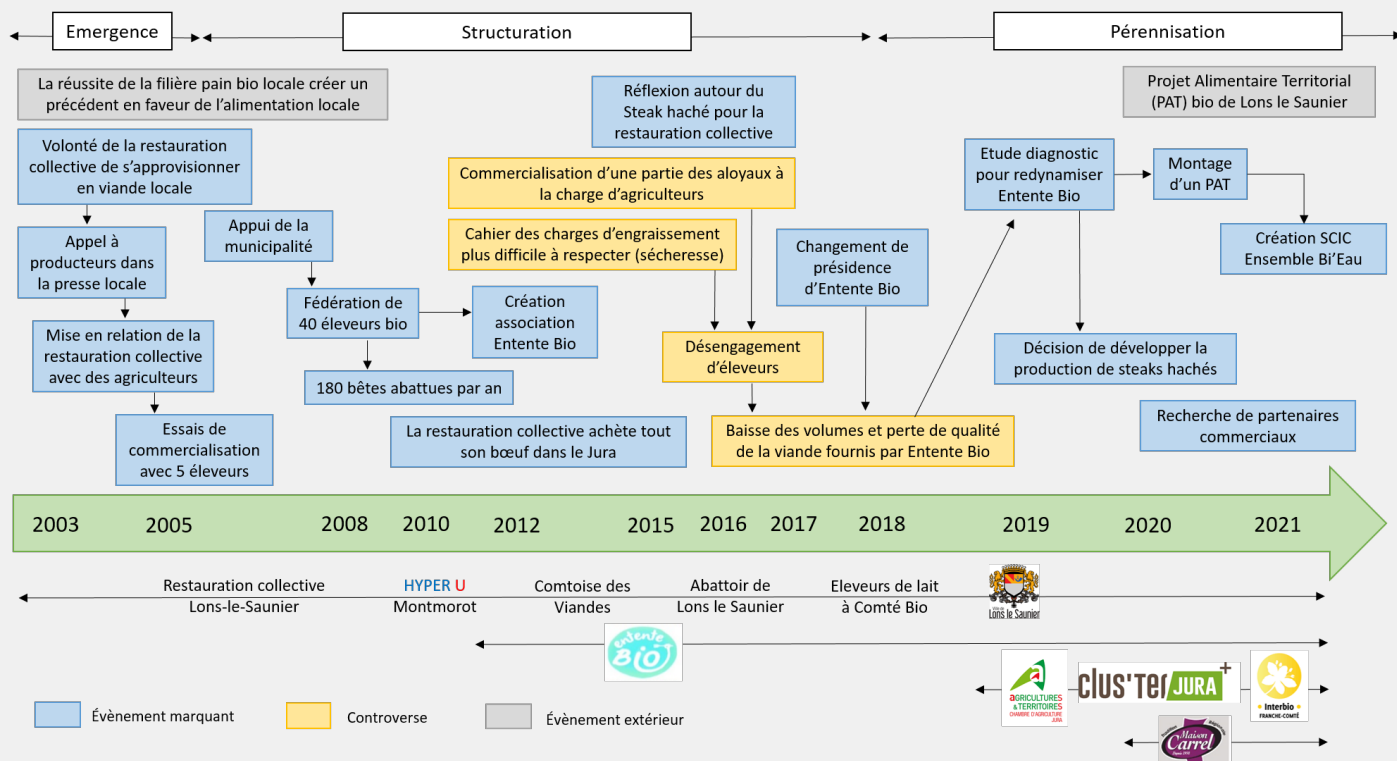 Emergence
Structuration
Pérennisation
La réussite de la filière pain bio locale créer un
précédent en faveur de l'alimentation locale
Réflexion autour du
Steak haché pour la
restauration collective
Projet Alimentaire Territorial
(PAT) bio de Lons le Saunier
Volonté de la restauration
collective de s'approvisionner
en viande locale
Commercialisation d'une partie des aloyaux à
la charge d'agriculteurs
Etude diagnostic
pour redynamiser
Entente Bio
Montage
d'un PAT
Appui de la
municipalité
Cahier des charges d'engraissement
plus difficile à respecter (sécheresse)
Changement de
présidence
d'Entente Bio
Création SCIC
Ensemble Bi'Eau
Appel à
producteurs dans
la presse locale
Fédération de
40 éleveurs bio
Création
association
Entente Bio
Mise en relation de la
restauration collective
avec des agriculteurs
Désengagement
d'éleveurs
Décision de développer la
production de steaks hachés
180 bêtes abattues par an
Essais de
commercialisation
avec 5 éleveurs
La restauration collective achète tout
son bœuf dans le Jura
Baisse des volumes et perte de qualité
de la viande fournis par Entente Bio
Recherche de partenaires
commerciaux
2003 2005 2008 2010 2012 2015 2016 2017 2018 2019 2020 2021
Restauration collective
Lons-le-Saunier
HYPER U
Montmorot
Comtoise des
Viandes
Abattoir de
Lons le Saunier
Eleveurs de lait
à Comté Bio
Lons le Saunier
entente
BiO
AGRICULTURES
& TERRITOIRES
CHAMBRE D'AGRICULTURE
JURA
CLUS'TER JURA+
Interbio
FRANCHE-COMTÉ
Maison
Carrel
Évènement marquant
Controverse
Évènement extérieur